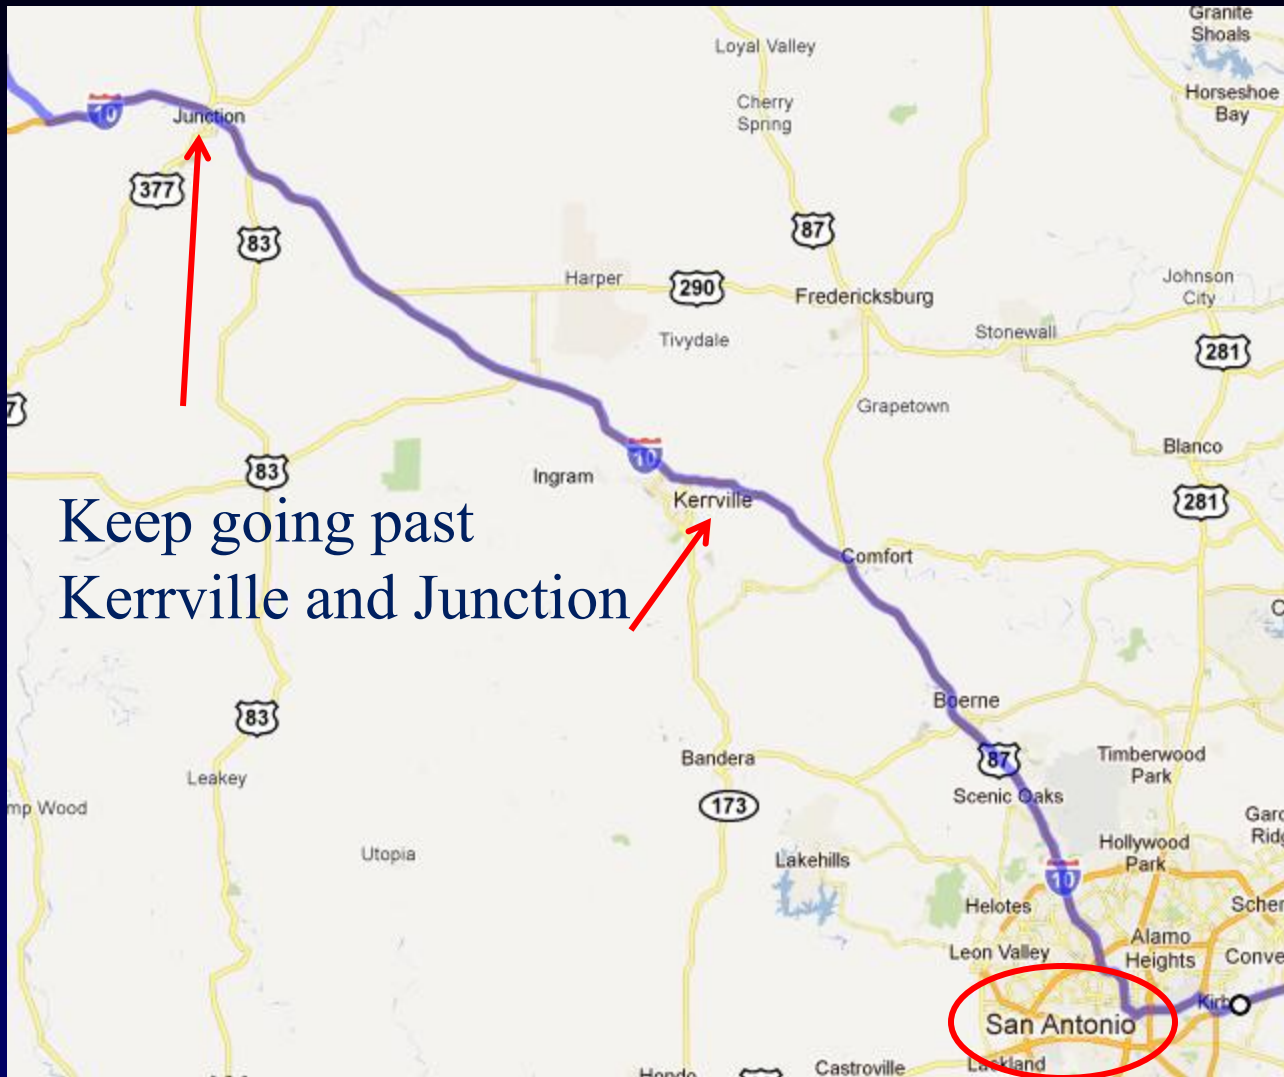 Granite
Shoals
Loyal Valley
Horseshoe
Bay
Cherry
Spring
10
Junction
377
87
83
Harper
290
Fredericksburg
Johnson
City
Stonewall
Tivydale
281
Grapetown
Blanco
10
83
Ingram
Kerrville
281
Keep going past
Kerrville and Junction
Comfort
Boerne
83
Bandera
87
Timberwood
Park
Leakey
Scenic Oaks
173
Utopia
Lakehills
Hollywood
Park
10
Helotes
Leon Valley
Alamo
Heights
San Antonio
Lackland
Castroville